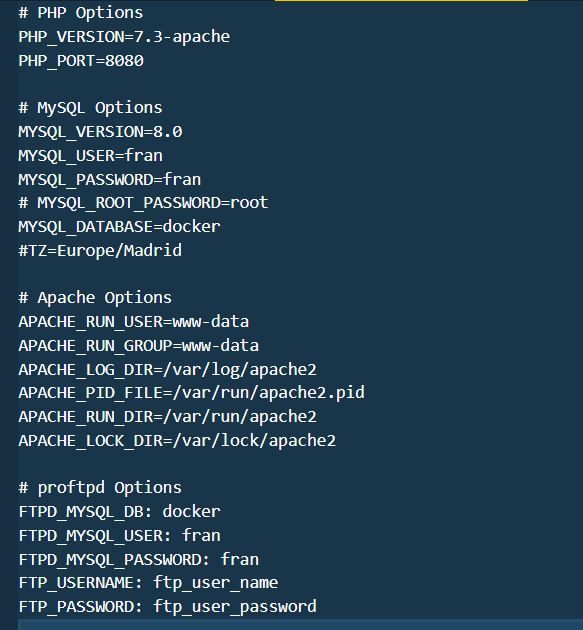 # PHP Options
PHP_VERSION=7.3-apache
PHP_PORT=8080
# MySQL Options
MYSQL_VERSION=8.0
MYSQL_USER=fran
MYSQL_PASSWORD=fran
# MYSQL_ROOT_PASSWORD=root
MYSQL_DATABASE=docker
#TZ=Europe/Madrid
# Apache Options
APACHE_RUN_USER=www-data
APACHE_RUN_GROUP=www-data
APACHE_LOG_DIR=/var/log/apache2
APACHE_PID_FILE=/var/run/apache2.pid
APACHE_RUN_DIR=/var/run/apache2
APACHE_LOCK_DIR=/var/lock/apache2
# proftpd Options
FTPD_MYSQL_DB: docker
FTPD_MYSQL_USER: fran
FTPD_MYSQL_PASSWORD: fran
FTP_USERNAME: ftp_user_name
FTP_PASSWORD: ftp_user_password